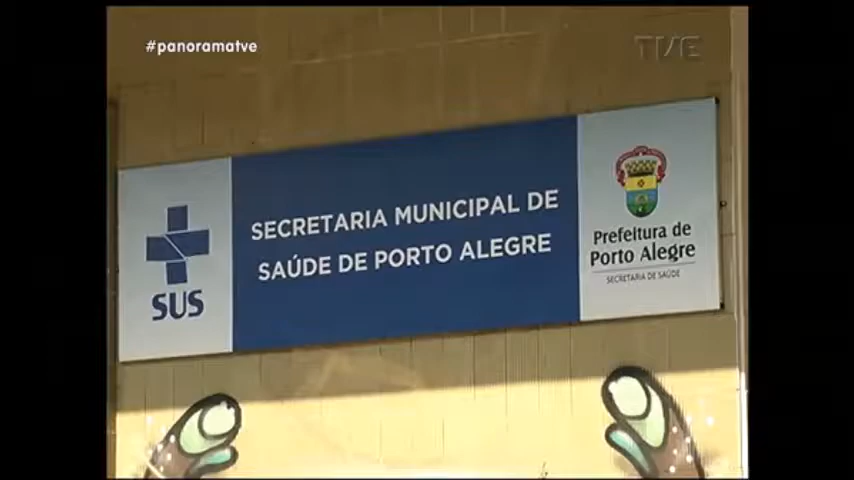 #panoramatve
TVE
SUS
SECRETARIA MUNICIPAL DE
SAÚDE DE PORTO ALEGRE
Prefeitura de
Porto Alegre
SECRETARIA DE SAÚDE